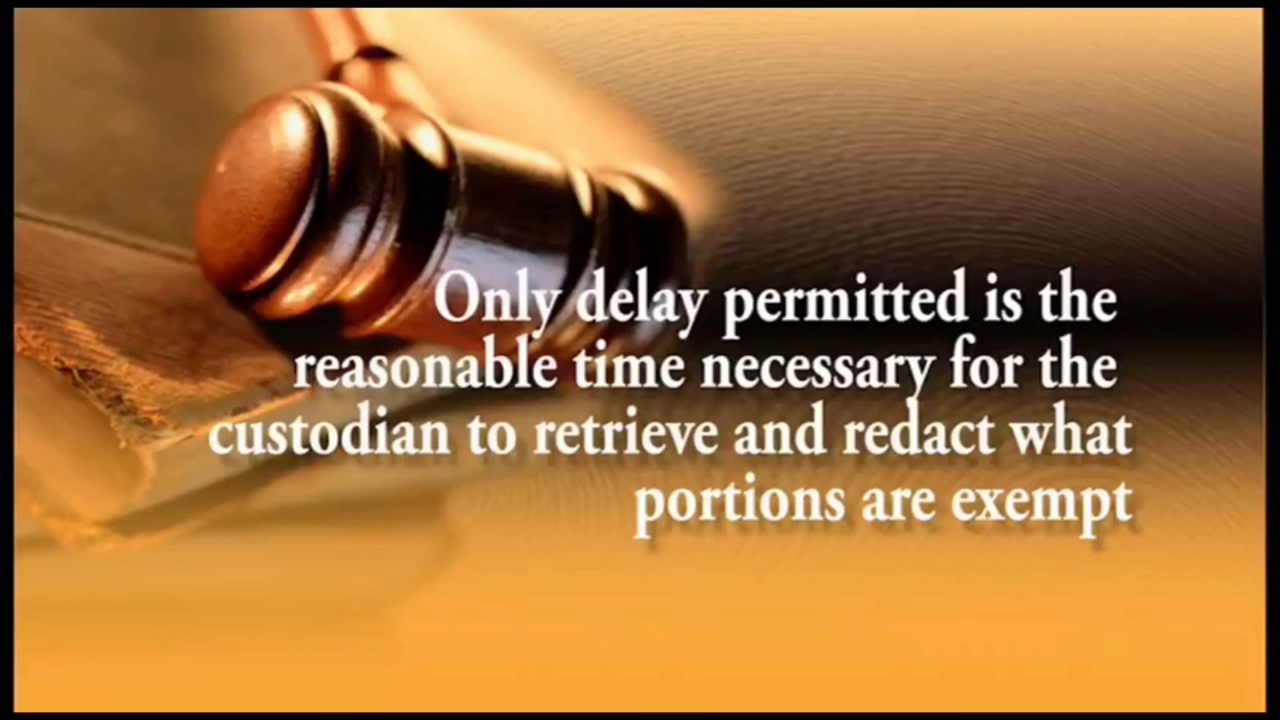 Only delay permitted is the
reasonable time necessary for the
custodian to retrieve and redact what
portions are exempt